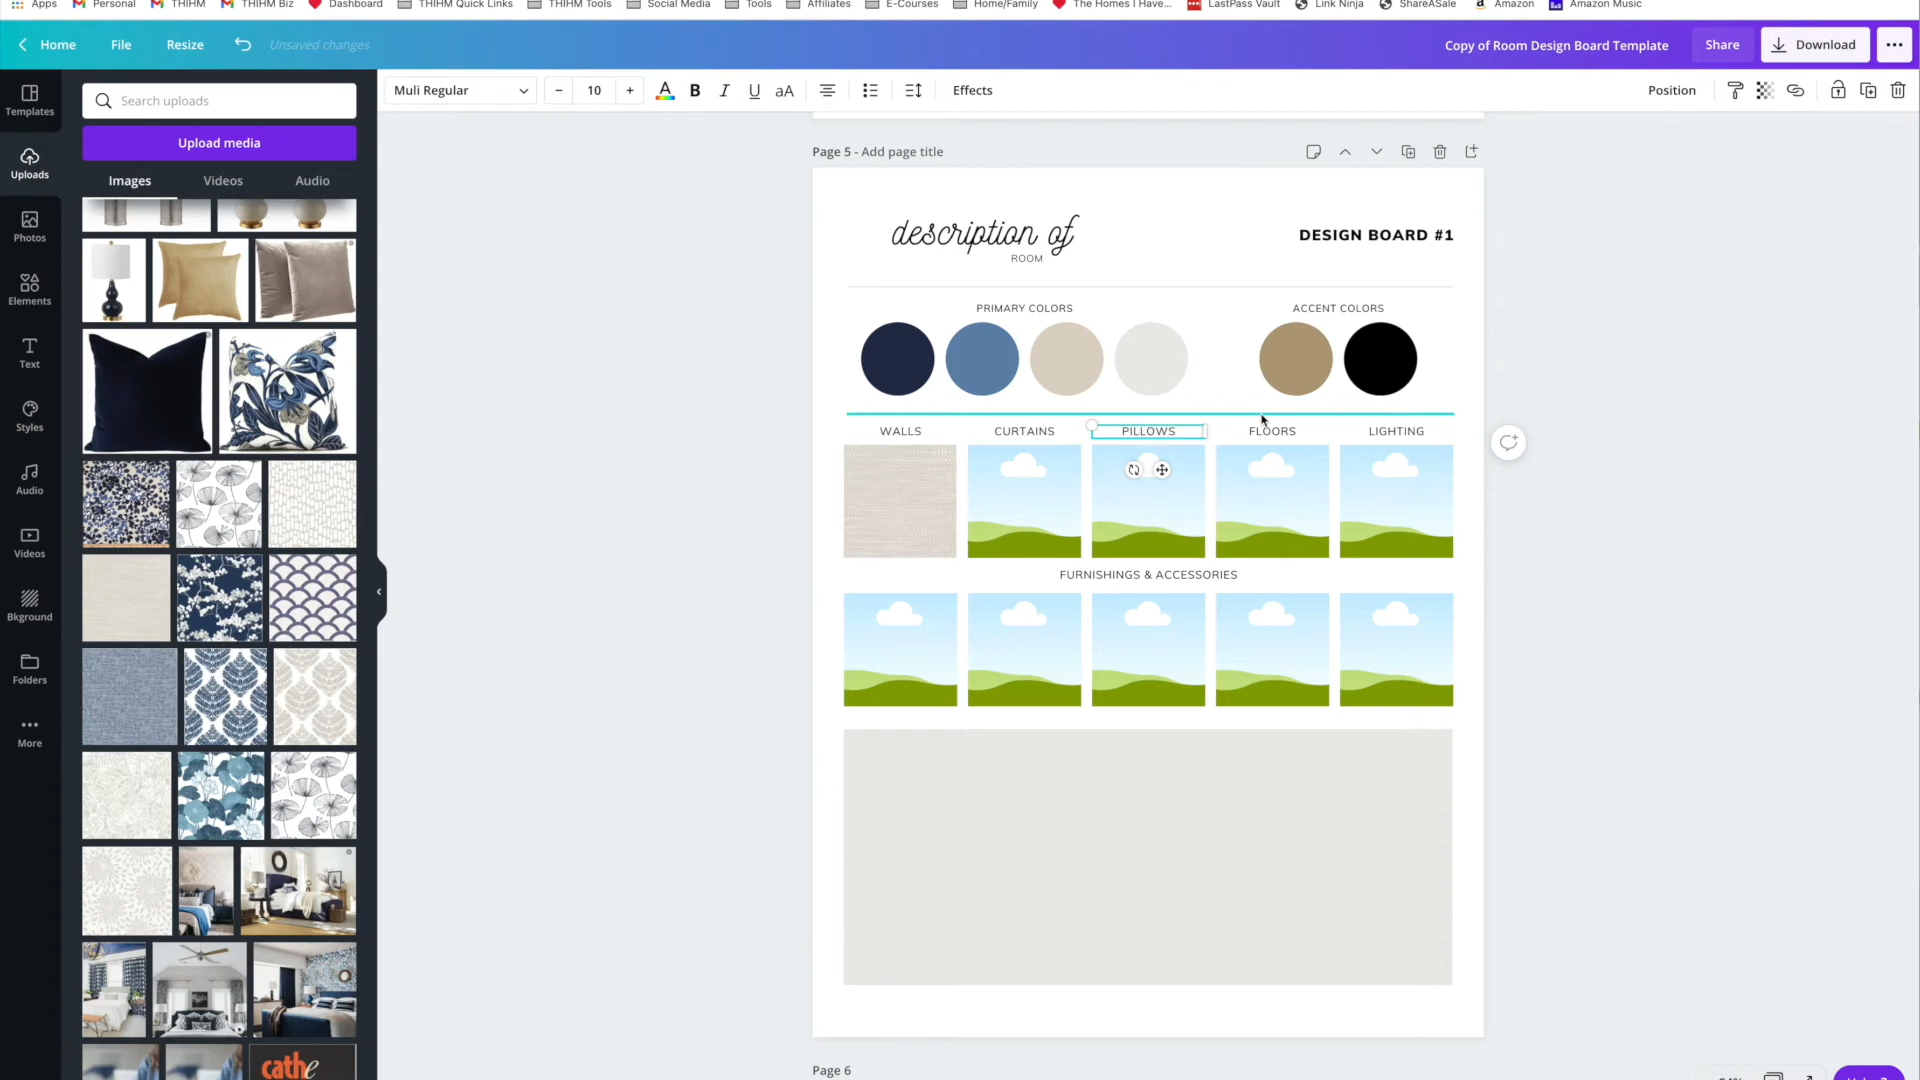 Apps Personal THIHM THIHM Biz Dashboard THIHM Quick Links THIHM Tools Social Media Tools Affiliates E-Courses Home/Family The Homes I Have... LastPass Vault Link Ninja ShareASale Amazon Amazon Music
Home File Resize Unsaved changes Copy of Room Design Board Template Share Download
Muli Regular 10 A B I U aA Effects Position
Templates
Uploads
Photos
Elements
Text
Styles
Audio
Videos
Bkground
Folders
More
Search uploads
Upload media
Images Videos Audio
cathe
Page 5 - Add page title
description of
ROOM
DESIGN BOARD #1
PRIMARY COLORS ACCENT COLORS
WALLS CURTAINS PILLOWS FLOORS LIGHTING
FURNISHINGS & ACCESSORIES
Page 6